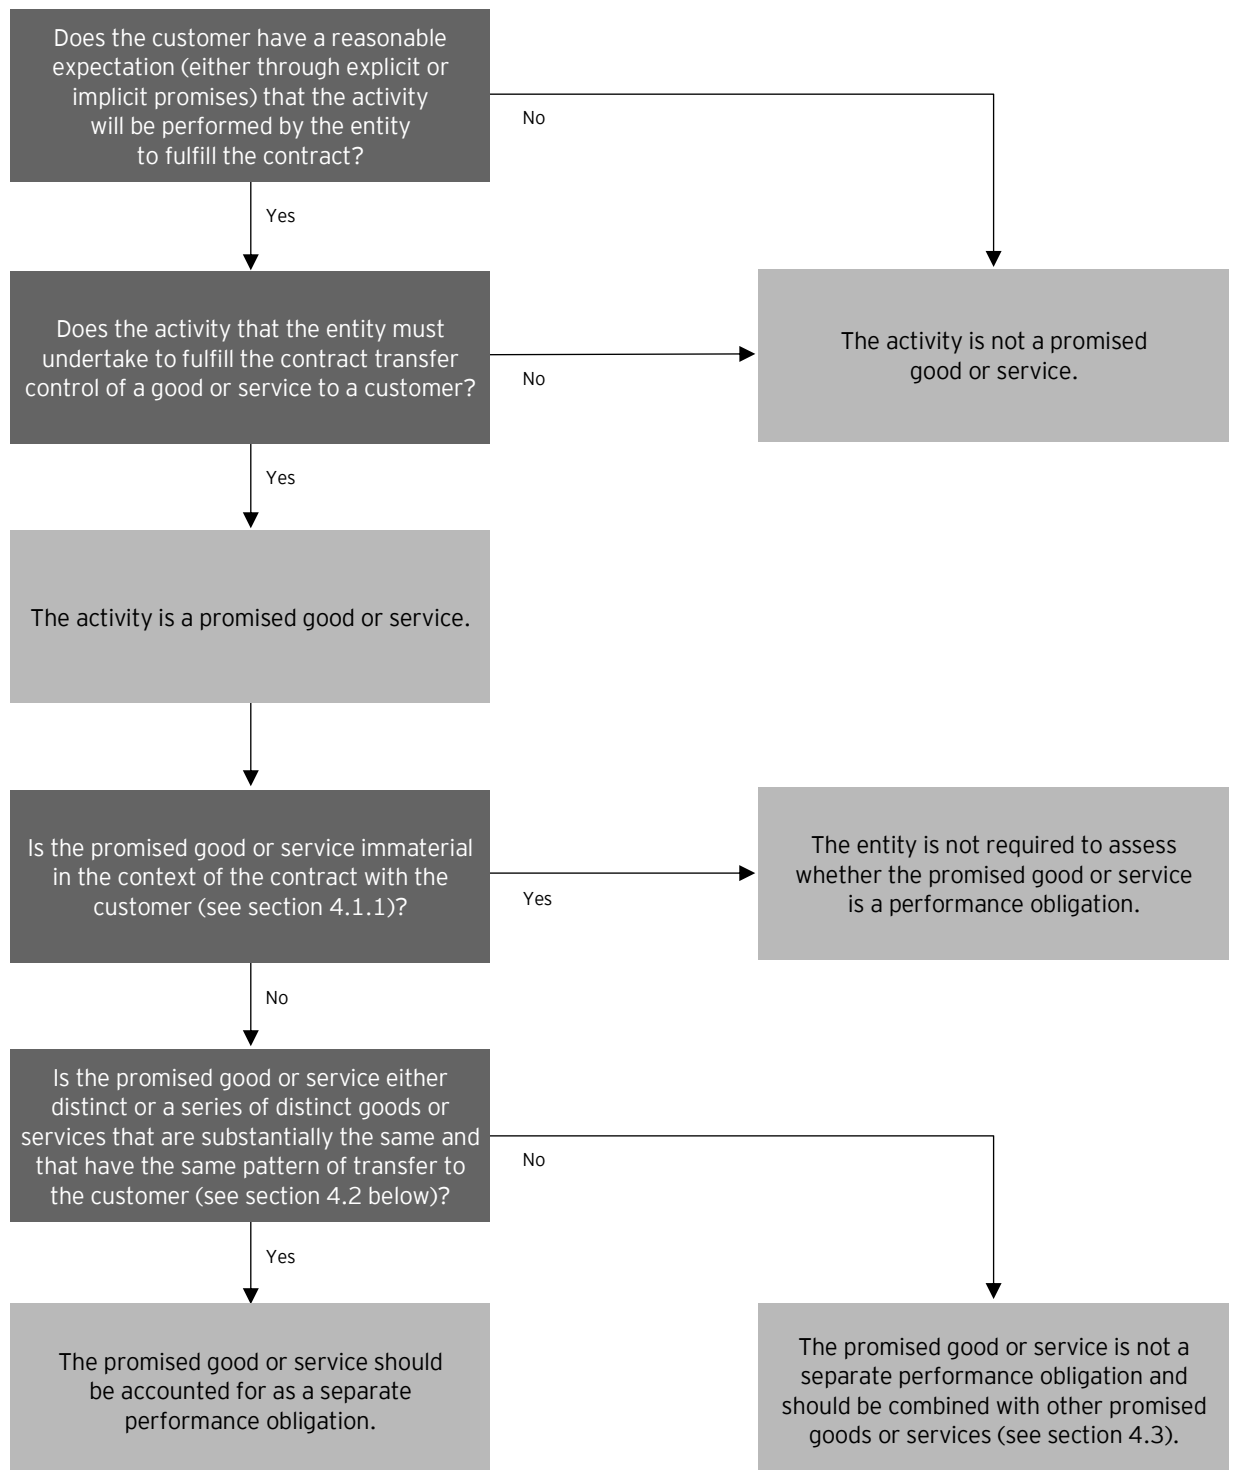 Does the customer have a reasonable
expectation (either through explicit or
implicit promises) that the activity
will be performed by the entity
to fulfill the contract?
No
Yes
Does the activity that the entity must
undertake to fulfill the contract transfer
control of a good or service to a customer?
No
The activity is not a promised
good or service.
Yes
The activity is a promised good or service.
Is the promised good or service immaterial
in the context of the contract with the
customer (see section 4.1.1)?
Yes
The entity is not required to assess
whether the promised good or service
is a performance obligation.
No
Is the promised good or service either
distinct or a series of distinct goods or
services that are substantially the same and
that have the same pattern of transfer to
the customer (see section 4.2 below)?
No
Yes
The promised good or service should
be accounted for as a separate
performance obligation.
The promised good or service is not a
separate performance obligation and
should be combined with other promised
goods or services (see section 4.3).